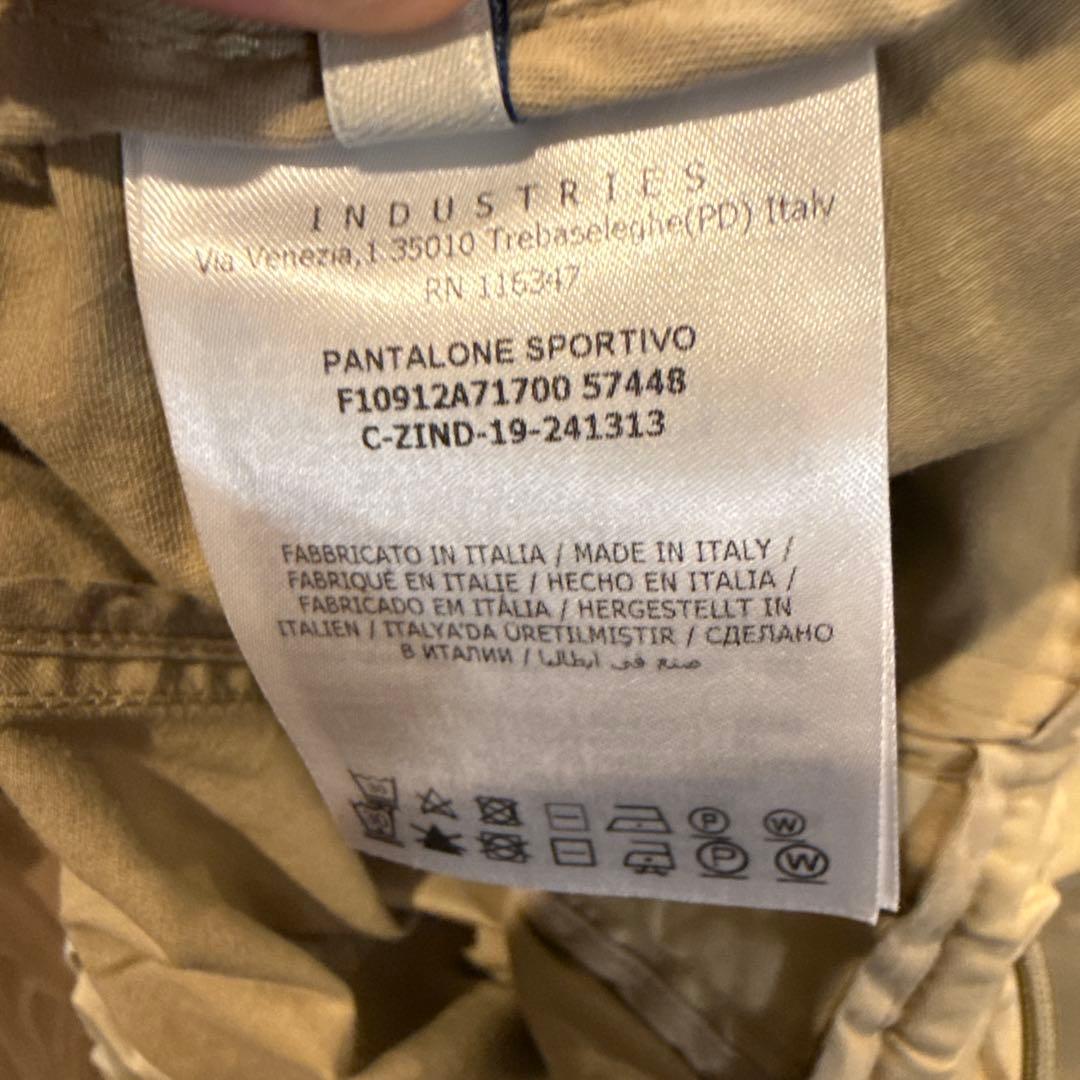 INDUSTRIES
Via Venezia,1 35010 Trebaseleghe(PD) Italy
RN 116347
PANTALONE SPORTIVO
F10912A71700 57448
C-ZIND-19-241313
FABBRICATO IN ITALIA / MADE IN ITALY /
FABRIQUÉ EN ITALIE / HECHO EN ITALIA /
FABRICADO EM ITÁLIA / HERGESTELLT IN
ITALIEN / ITALYA'DA ÜRETILMIŞTIR / СДЕЛАНО
В ИТАЛИИ / صنع في ايطاليا
P W
P W